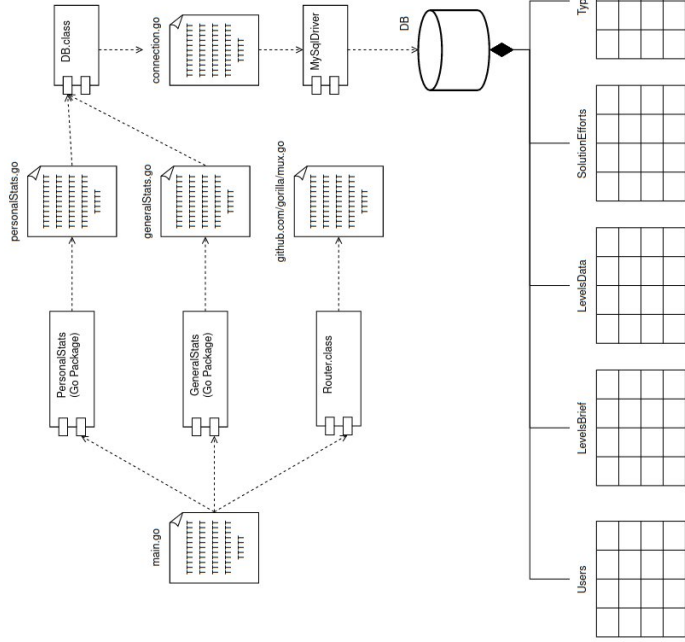 personalStats.go
PersonalStats
(Go Package)
DB.class
main.go
generalStats.go
connection.go
GeneralStats
(Go Package)
github.com/gorilla/mux.go
Router.class
MySqlDriver
DB
Users
LevelsBrief
LevelsData
SolutionEfforts
Typ